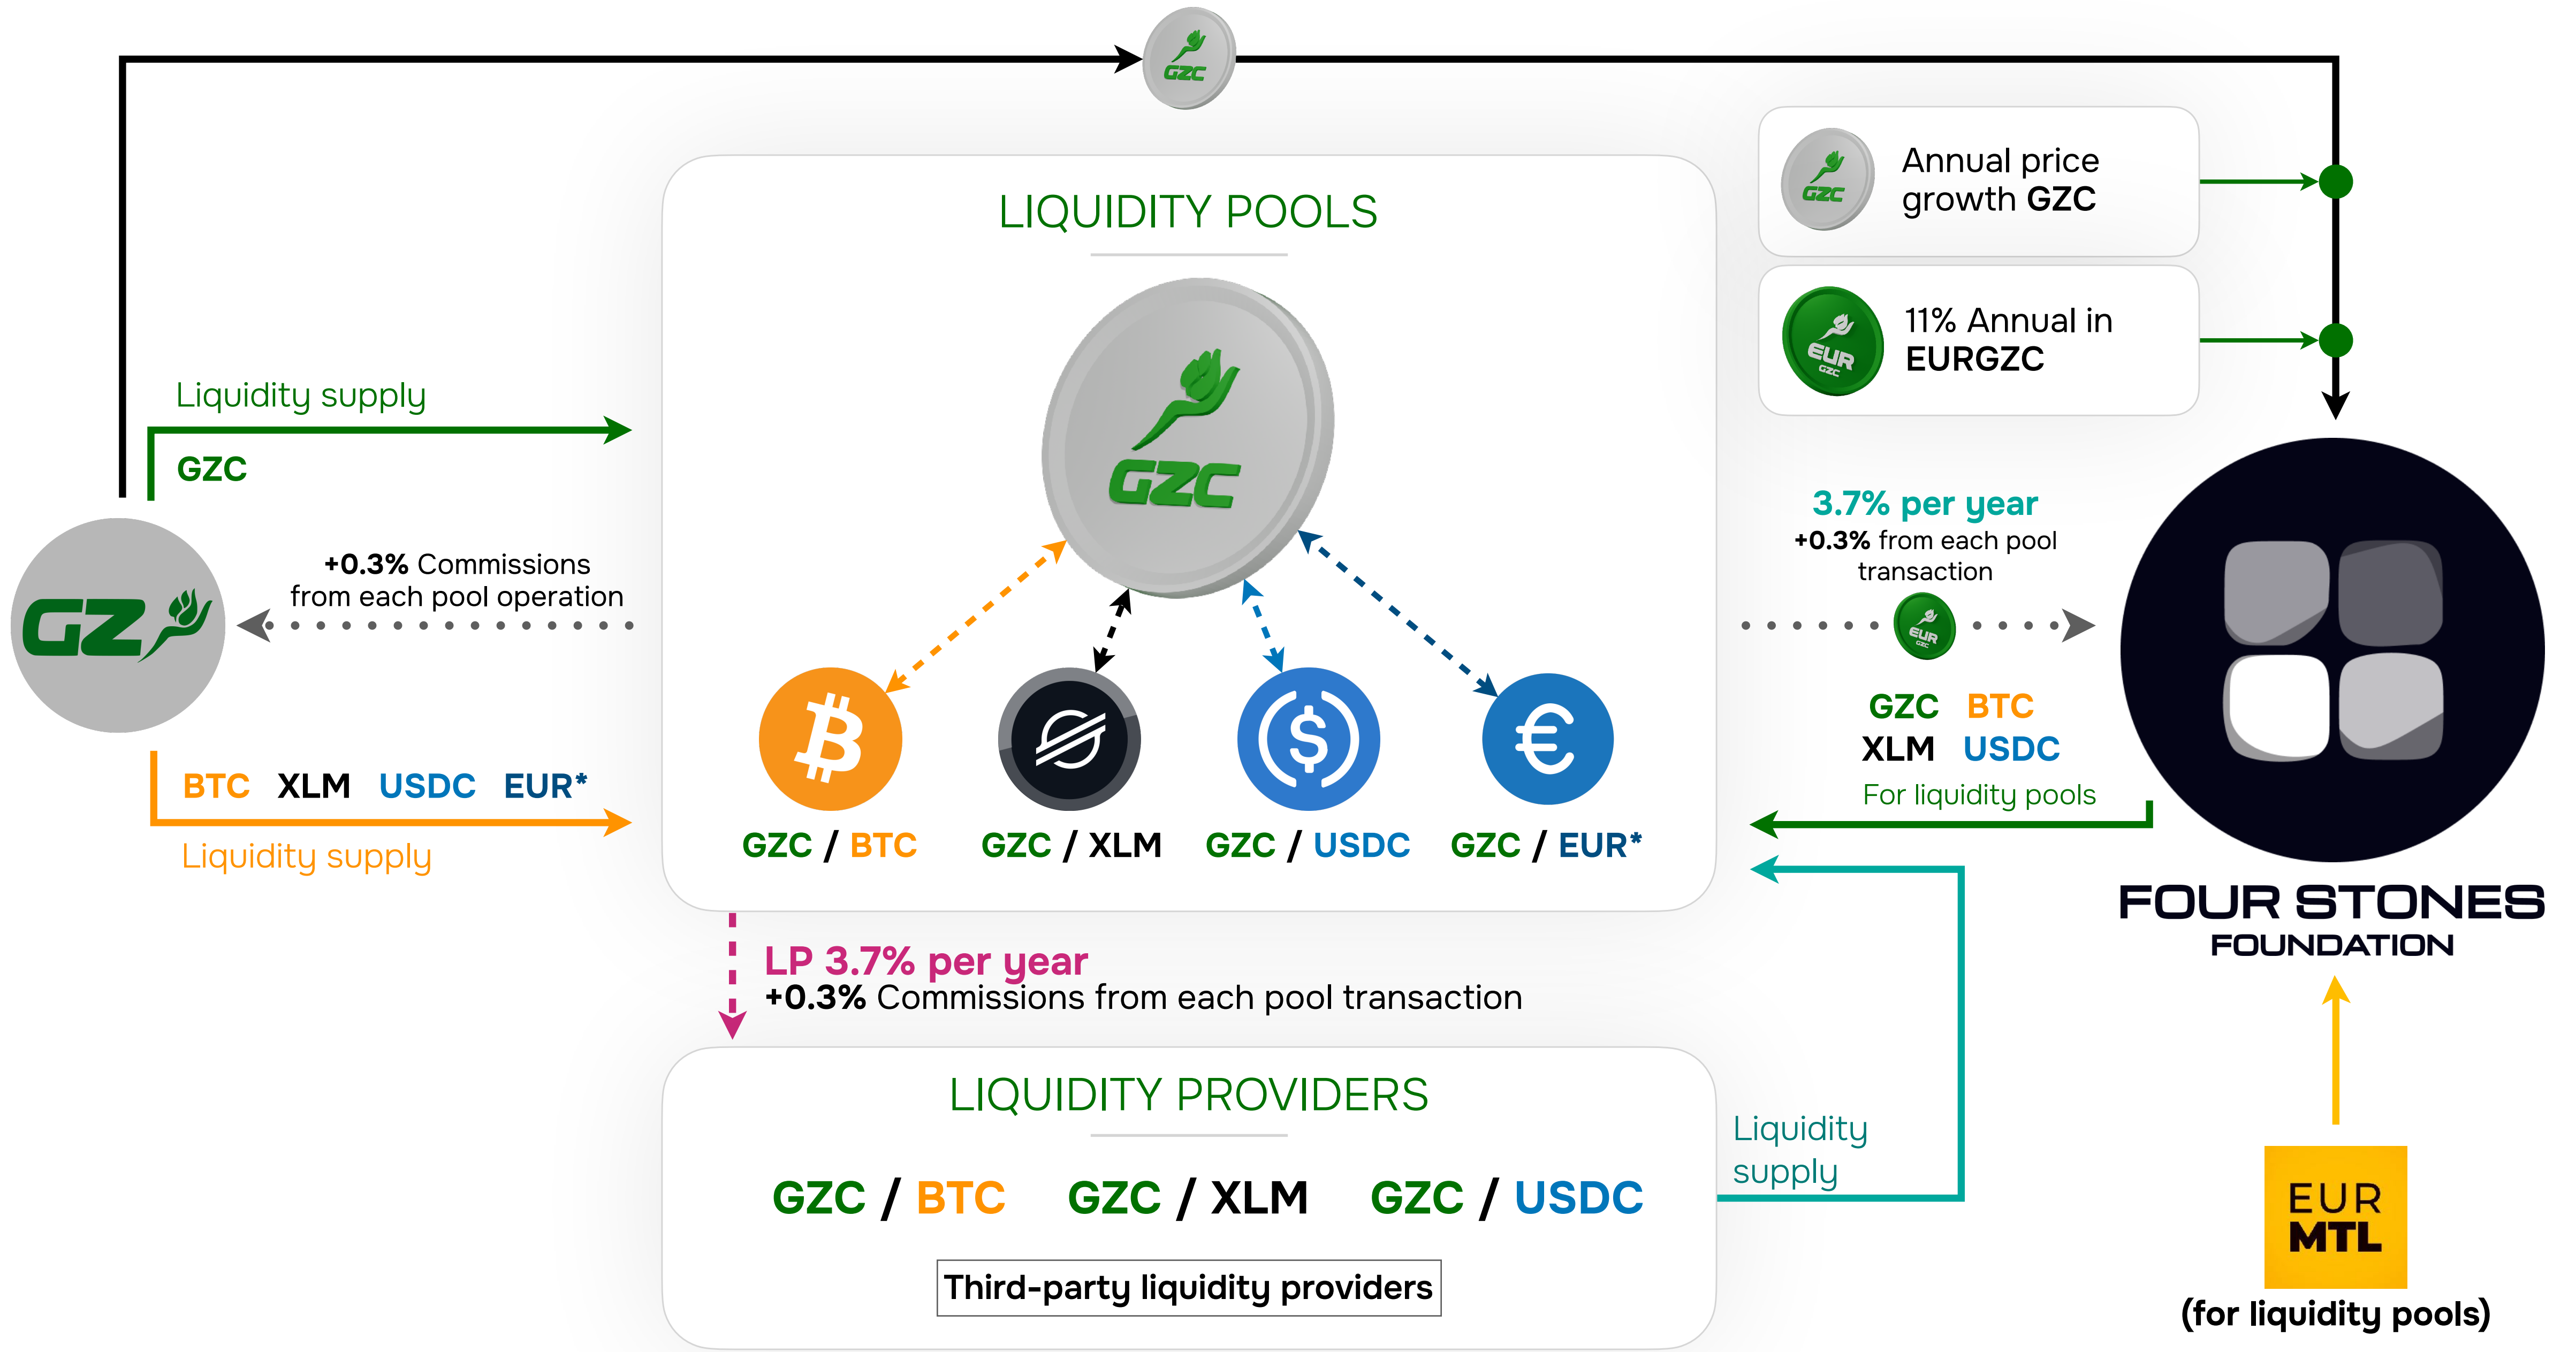 GZC
Annual price
growth GZC
GZC
LIQUIDITY POOLS
EUR
GZC
11% Annual in
EURGZC
Liquidity supply
GZC
GZC
3.7% per year
+0.3% from each pool
transaction
+0.3% Commissions
from each pool operation
GZ
EUR
GZC
GZC BTC
XLM USDC
For liquidity pools
BTC XLM USDC EUR*
Liquidity supply
GZC / BTC
GZC / XLM
GZC / USDC
GZC / EUR*
FOUR STONES
FOUNDATION
LP 3.7% per year
+0.3% Commissions from each pool transaction
LIQUIDITY PROVIDERS
GZC / BTC
GZC / XLM
GZC / USDC
Third-party liquidity providers
Liquidity
supply
EUR
MTL
(for liquidity pools)